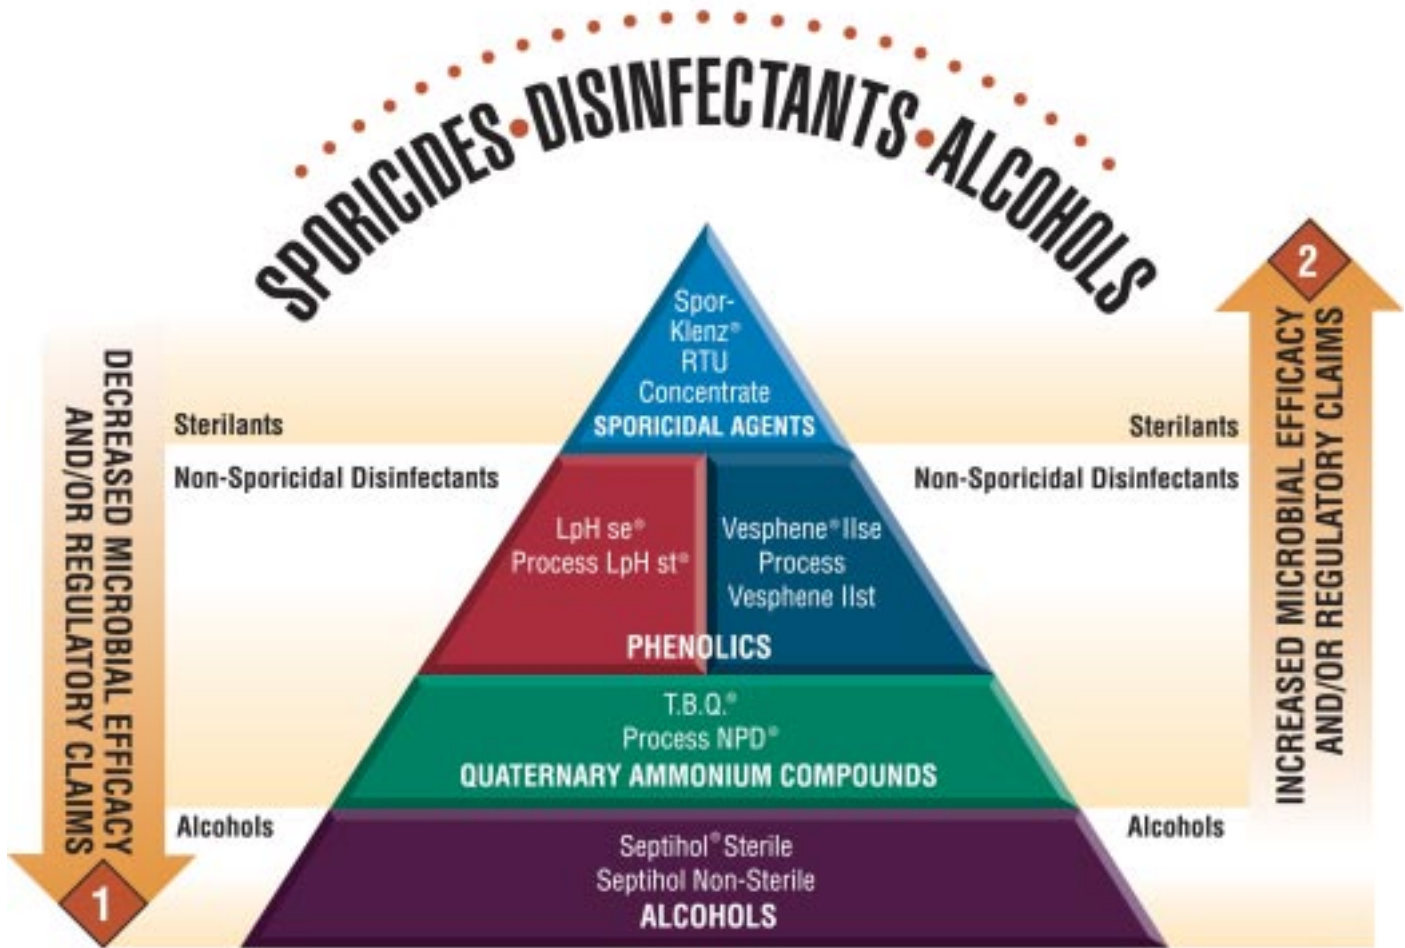 SPORICIDES • DISINFECTANTS • ALCOHOLS
2
Spor-
Klenz®
RTU
Concentrate
SPORICIDAL AGENTS
DECREASED MICROBIAL EFFICACY
AND/OR REGULATORY CLAIMS
INCREASED MICROBIAL EFFICACY
AND/OR REGULATORY CLAIMS
Sterilants
Sterilants
Non-Sporicidal Disinfectants
Non-Sporicidal Disinfectants
LpH se®
Process LpH st®
Vesphene® IIse
Process
Vesphene IIst
PHENOLICS
T.B.Q.®
Process NPD®
QUATERNARY AMMONIUM COMPOUNDS
Alcohols
Alcohols
Septihol® Sterile
Septihol Non-Sterile
ALCOHOLS
1